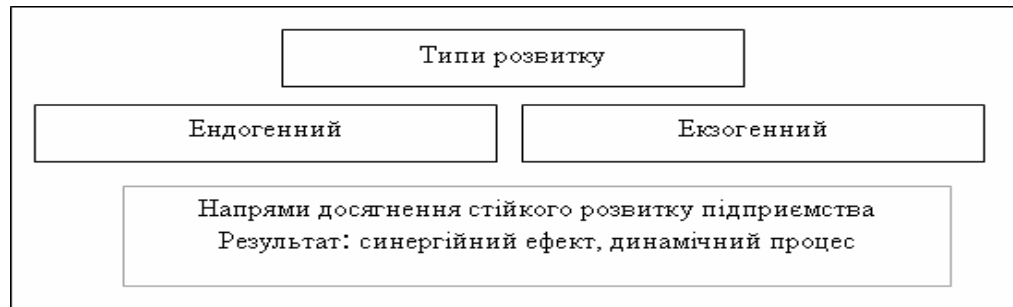 Типи розвитку
Ендогенний
Екзогенний
Напрями досягнення стійкого розвитку підприємства
Результат: синергійний ефект, динамічний процес